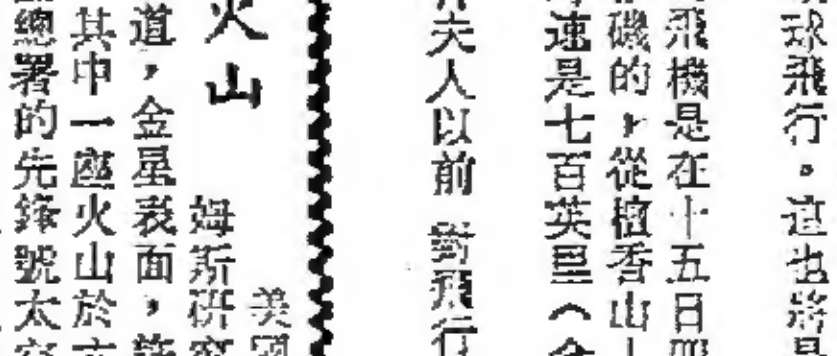 球飛行。這也將是
飛機是在十五日
磯的，從檀香山
速是七百英里（
夫人以前 對飛行
火山
美國
姆斯研究
道，金星表面，
其中一座火山於
總署的先鋒號太空